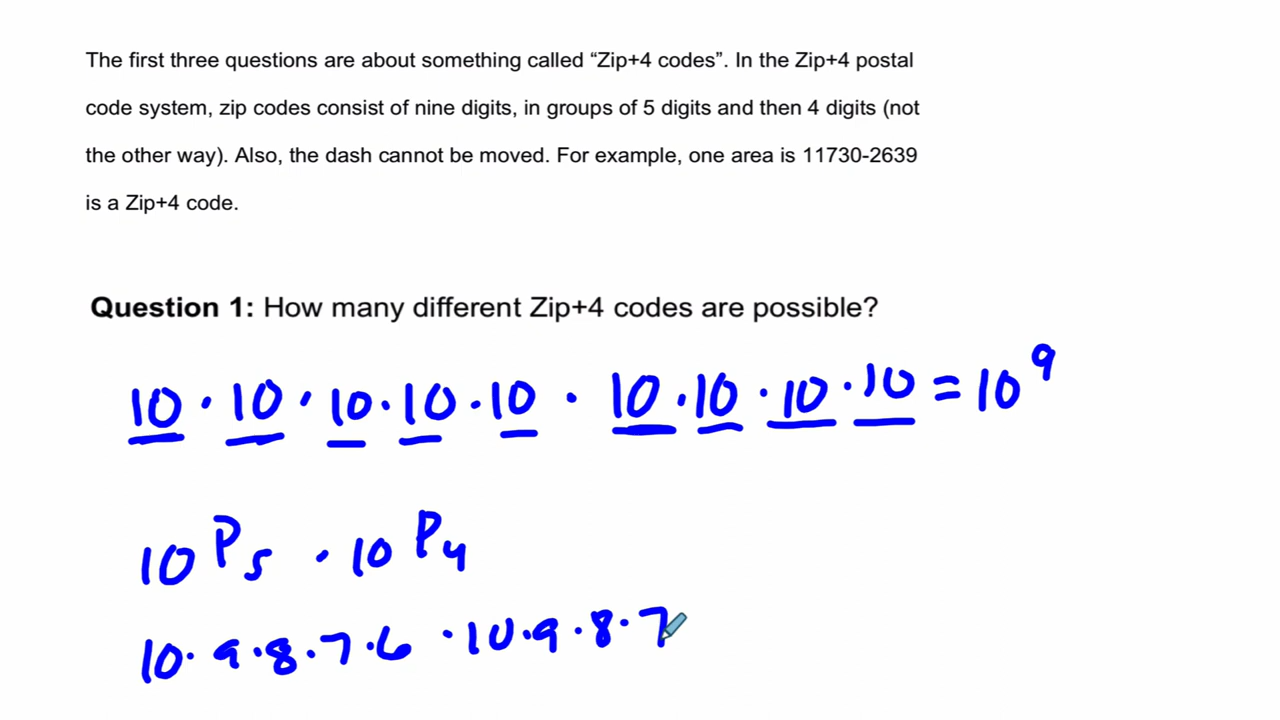 The first three questions are about something called “Zip+4 codes”. In the Zip+4 postal
code system, zip codes consist of nine digits, in groups of 5 digits and then 4 digits (not
the other way). Also, the dash cannot be moved. For example, one area is 11730-2639
is a Zip+4 code.
Question 1: How many different Zip+4 codes are possible?
10 · 10 · 10 · 10 · 10 · 10 · 10 · 10 · 10 = 10⁹
₁₀P₅ · ₁₀P₄
10 · 9 · 8 · 7 · 6 · 10 · 9 · 8 · 7